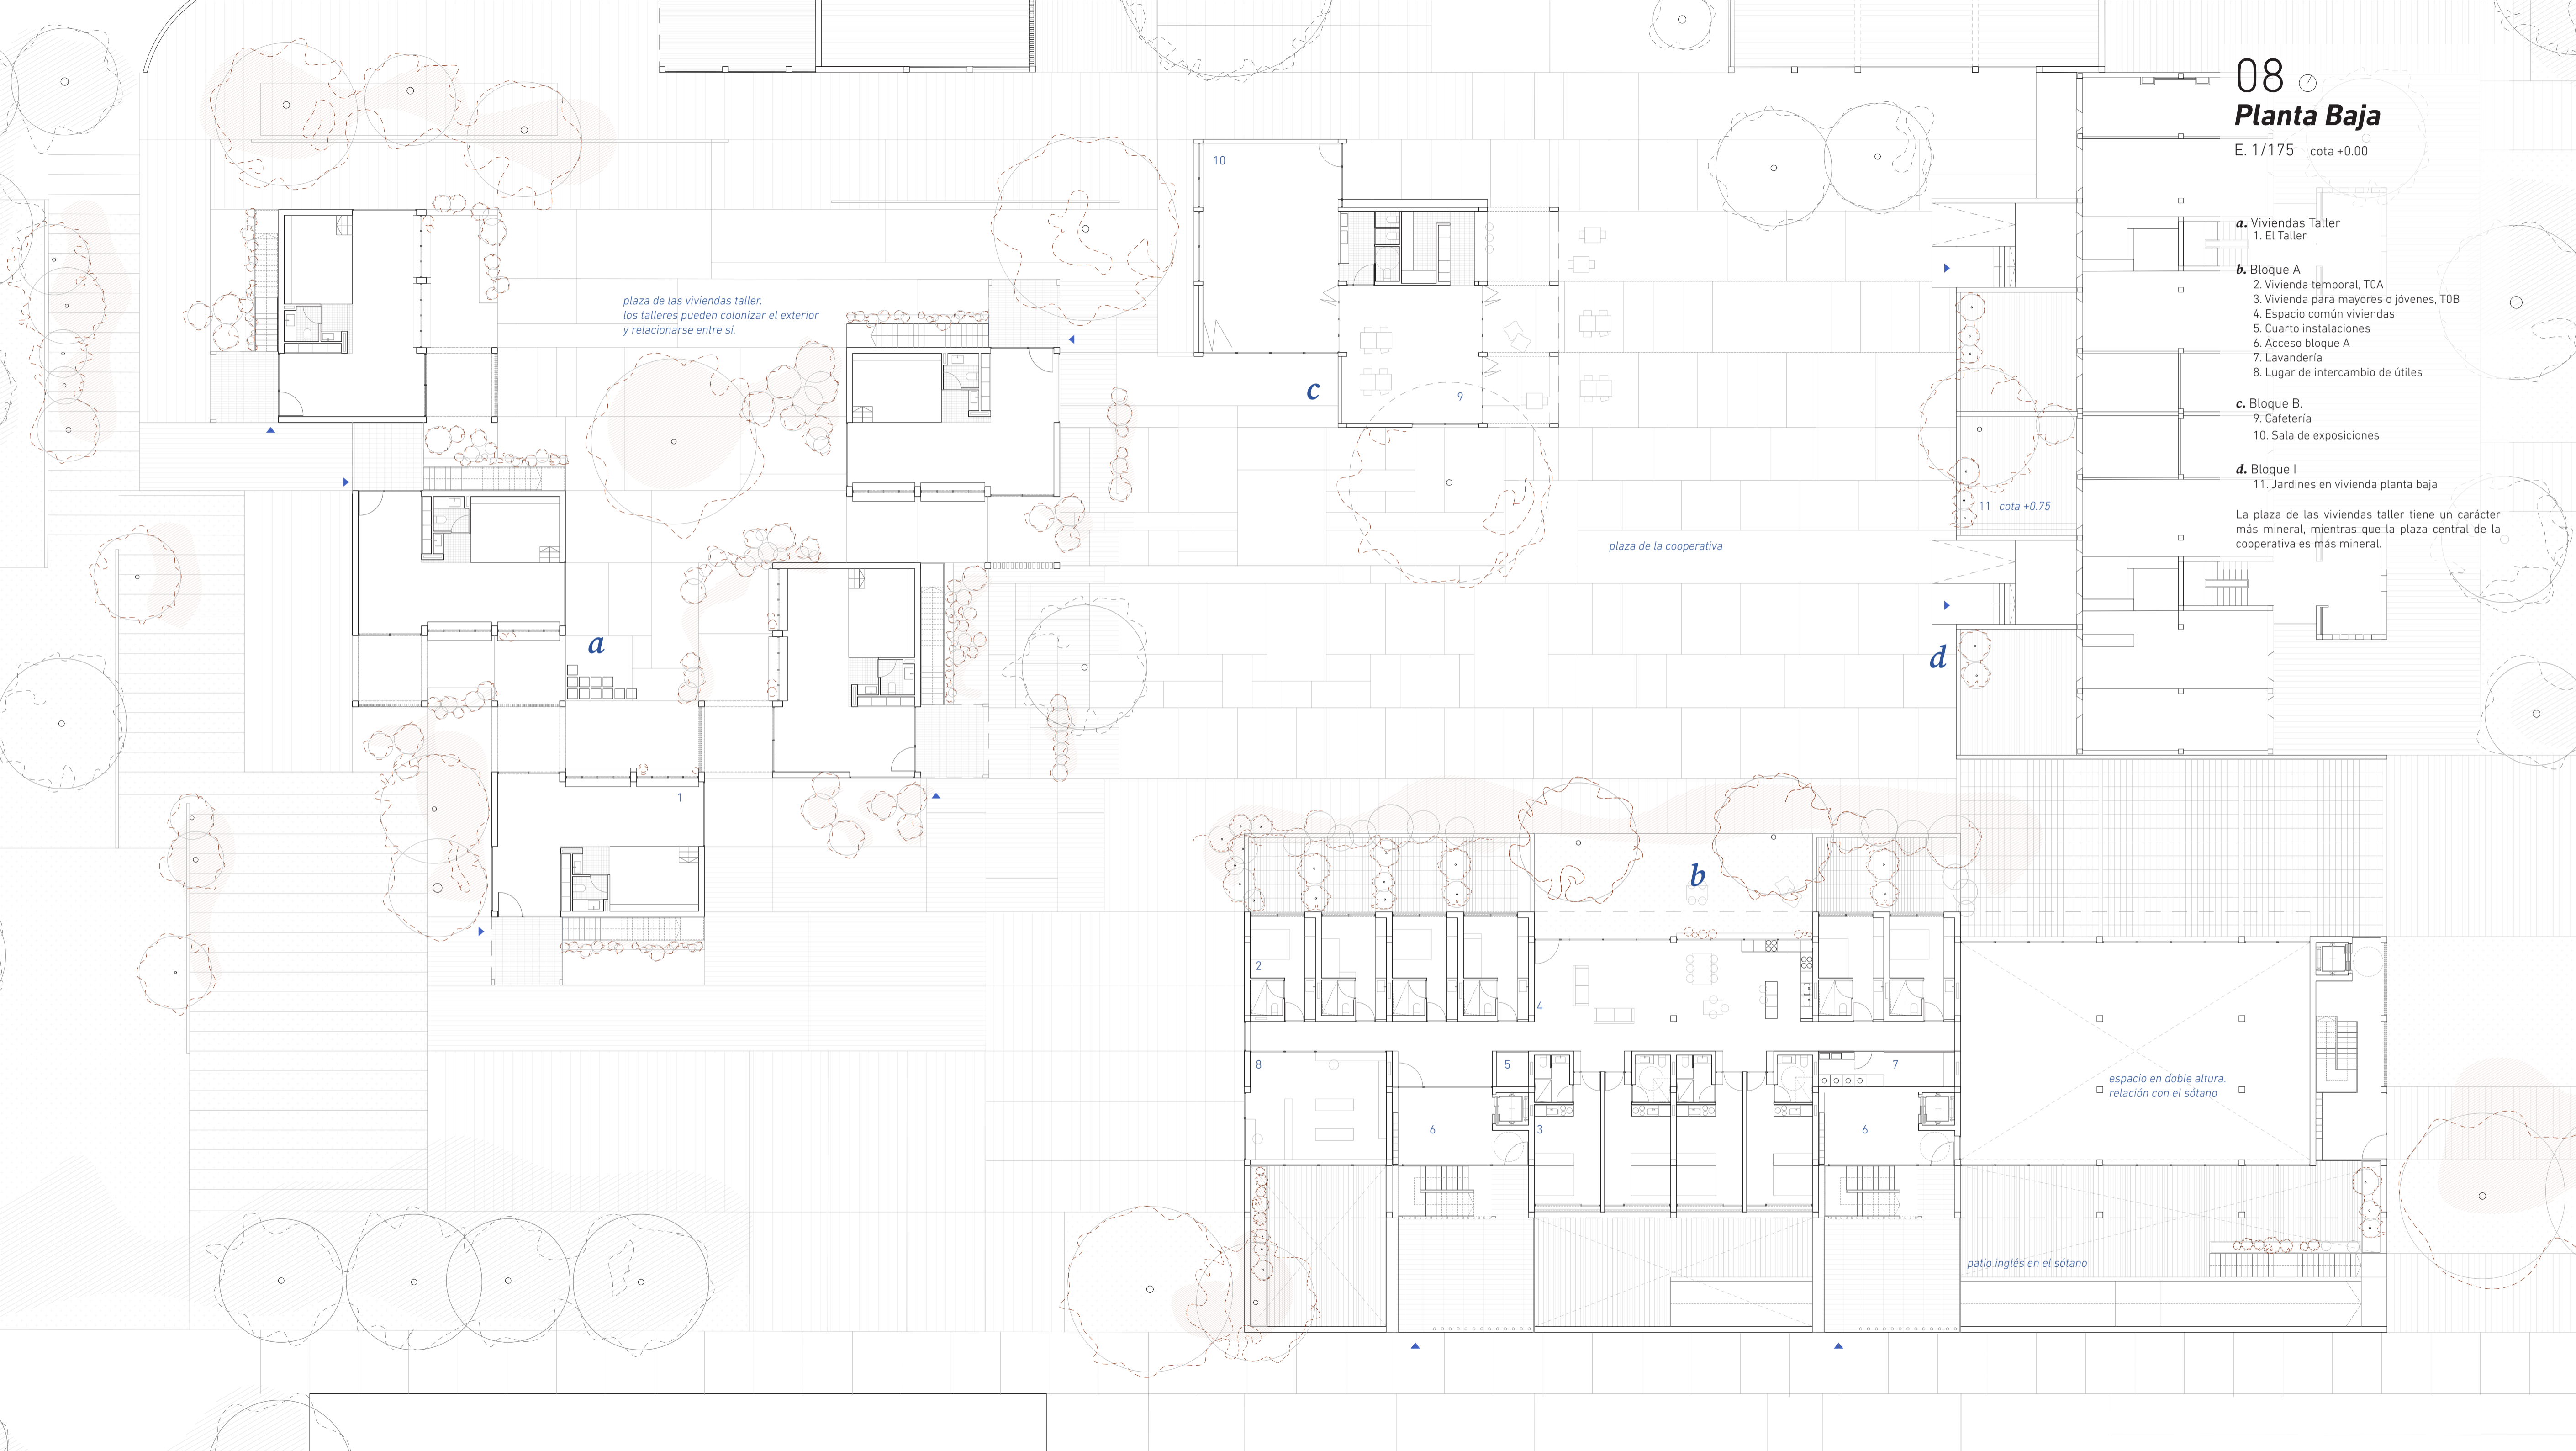 08
Planta Baja
E. 1/175 cota +0.00
a. Viviendas Taller
1. El Taller
b. Bloque A
2. Vivienda temporal, T0A
3. Vivienda para mayores o jóvenes, T0B
4. Espacio común viviendas
5. Cuarto instalaciones
6. Acceso bloque A
7. Lavandería
8. Lugar de intercambio de útiles
c. Bloque B.
9. Cafetería
10. Sala de exposiciones
d. Bloque I
11. Jardines en vivienda planta baja
La plaza de las viviendas taller tiene un carácter
más mineral, mientras que la plaza central de la
cooperativa es más mineral.
10
plaza de las viviendas taller.
los talleres pueden colonizar el exterior
y relacionarse entre sí.
c
9
11 cota +0.75
plaza de la cooperativa
a
d
1
b
2
4
8
5
7
espacio en doble altura.
relación con el sótano
6
3
6
patio inglés en el sótano